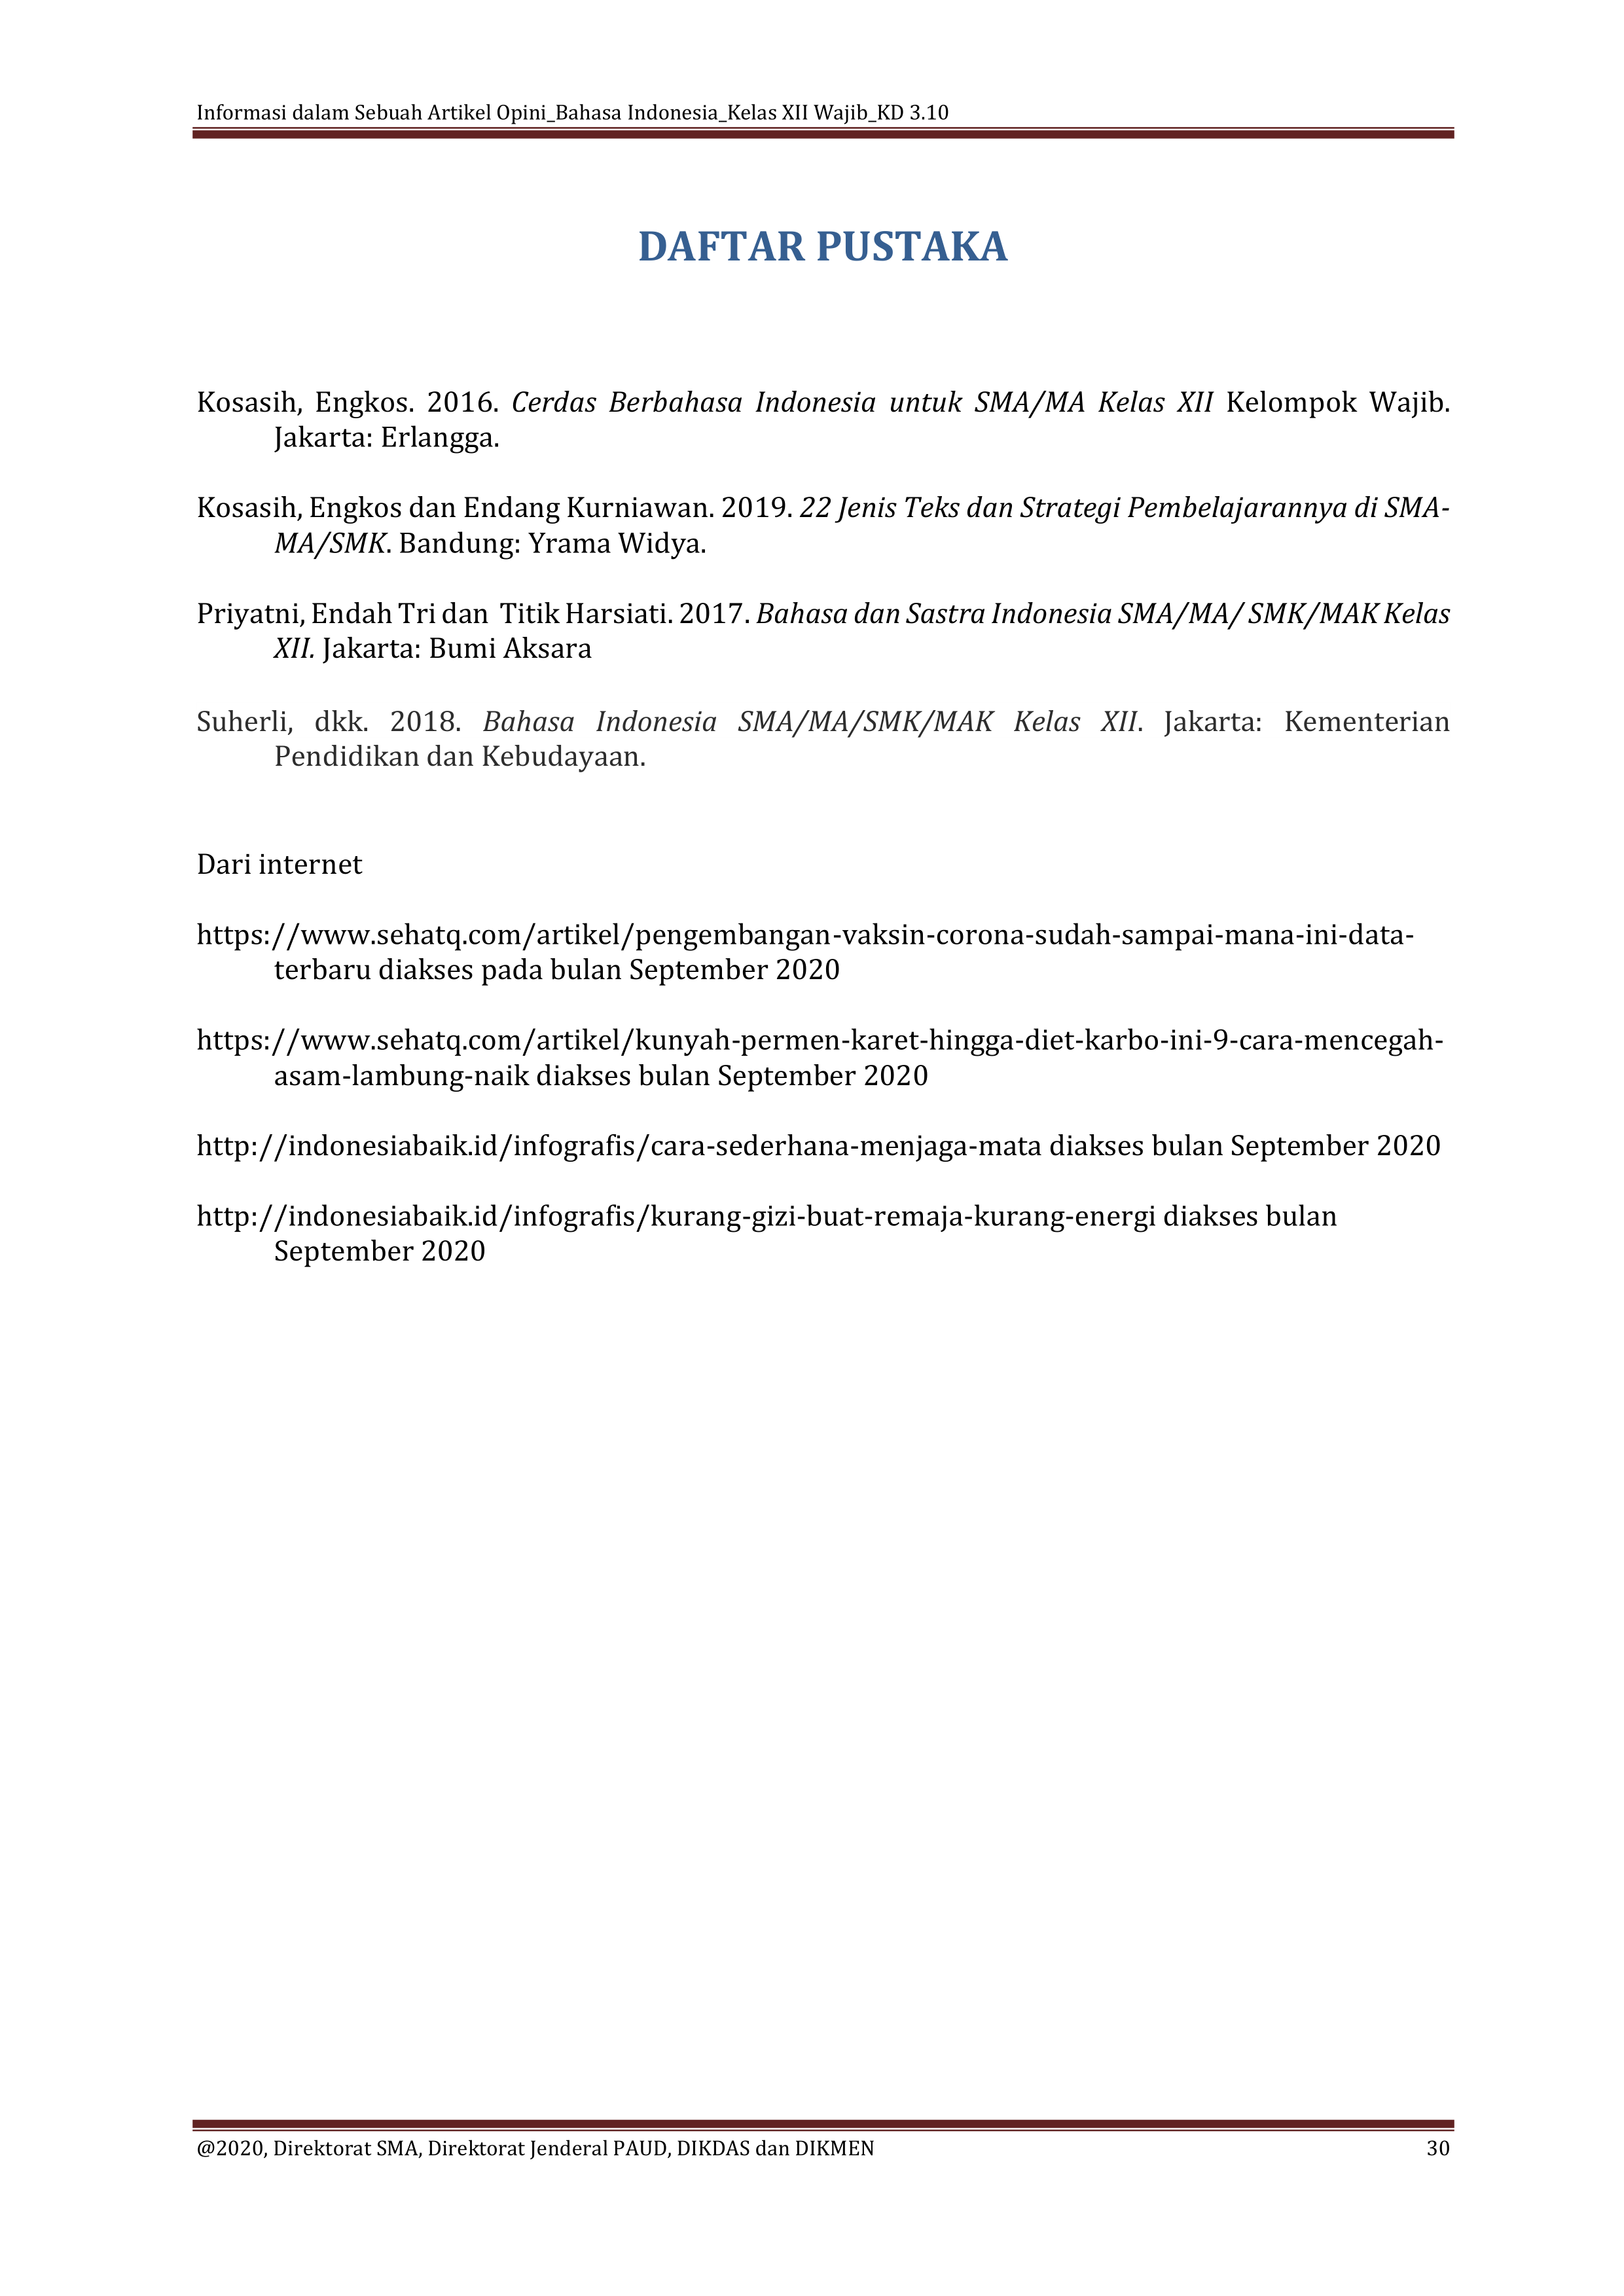 Informasi dalam Sebuah Artikel Opini_Bahasa Indonesia_Kelas XII Wajib_KD 3.10
DAFTAR PUSTAKA
Kosasih, Engkos. 2016. Cerdas Berbahasa Indonesia untuk SMA/MA Kelas XII Kelompok Wajib.
Jakarta: Erlangga.
Kosasih, Engkos dan Endang Kurniawan. 2019. 22 Jenis Teks dan Strategi Pembelajarannya di SMA-
MA/SMK. Bandung: Yrama Widya.
Priyatni, Endah Tri dan Titik Harsiati. 2017. Bahasa dan Sastra Indonesia SMA/MA/ SMK/MAK Kelas
XII. Jakarta: Bumi Aksara
Suherli, dkk. 2018. Bahasa Indonesia SMA/MA/SMK/MAK Kelas XII. Jakarta: Kementerian
Pendidikan dan Kebudayaan.
Dari internet
https://www.sehatq.com/artikel/pengembangan-vaksin-corona-sudah-sampai-mana-ini-data-
terbaru diakses pada bulan September 2020
https://www.sehatq.com/artikel/kunyah-permen-karet-hingga-diet-karbo-ini-9-cara-mencegah-
asam-lambung-naik diakses bulan September 2020
http://indonesiabaik.id/infografis/cara-sederhana-menjaga-mata diakses bulan September 2020
http://indonesiabaik.id/infografis/kurang-gizi-buat-remaja-kurang-energi diakses bulan
September 2020
@2020, Direktorat SMA, Direktorat Jenderal PAUD, DIKDAS dan DIKMEN 30